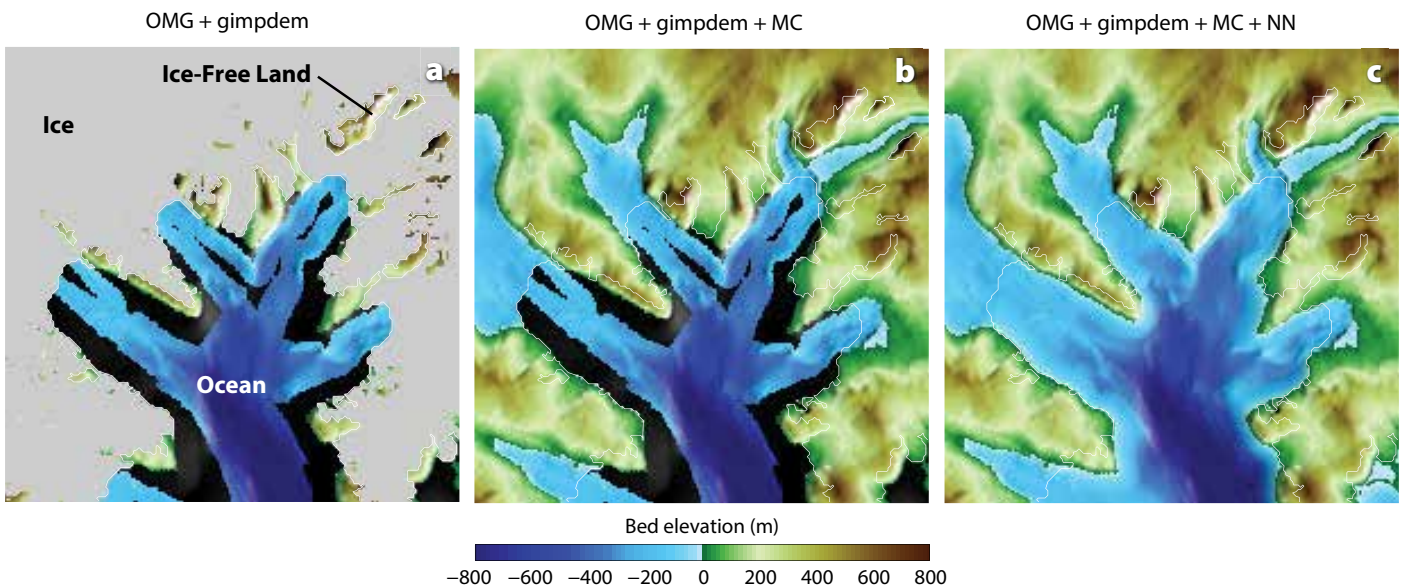 OMG + gimpdem
OMG + gimpdem + MC
OMG + gimpdem + MC + NN
a
Ice-Free Land
Ice
Ocean
b
c
Bed elevation (m)
−800 −600 −400 −200 0 200 400 600 800